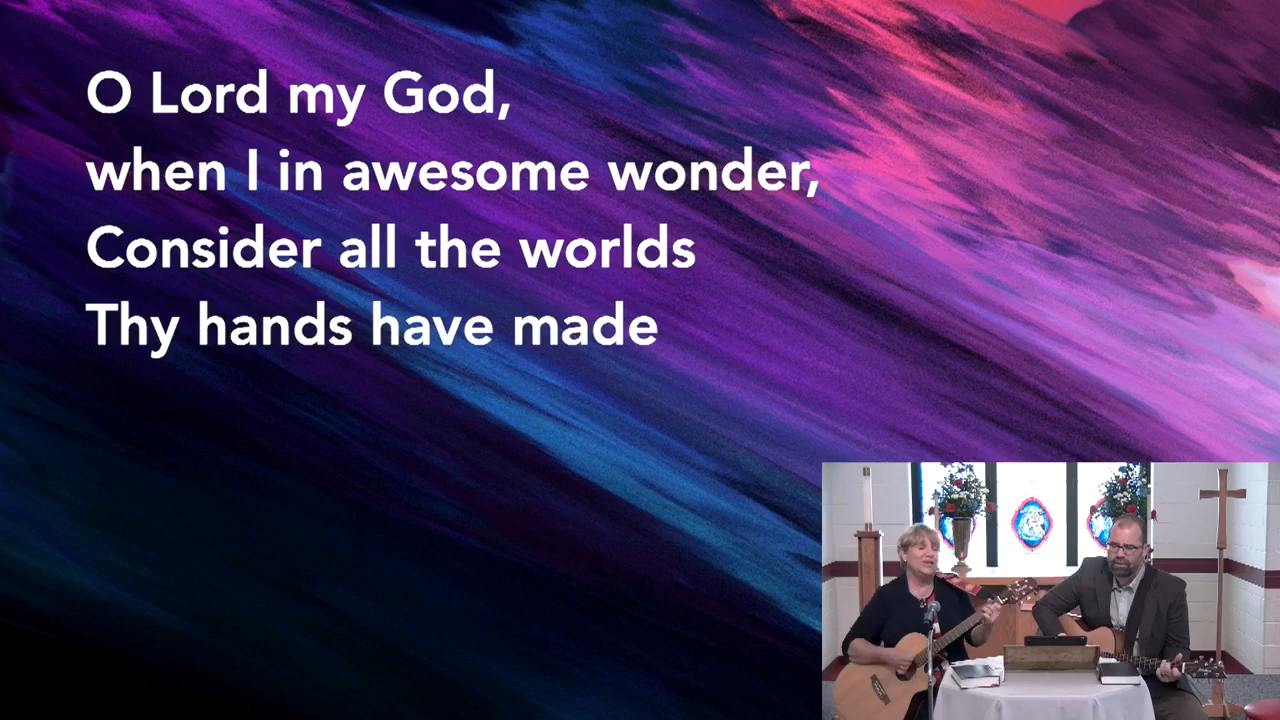 O Lord my God,
when I in awesome wonder,
Consider all the worlds
Thy hands have made